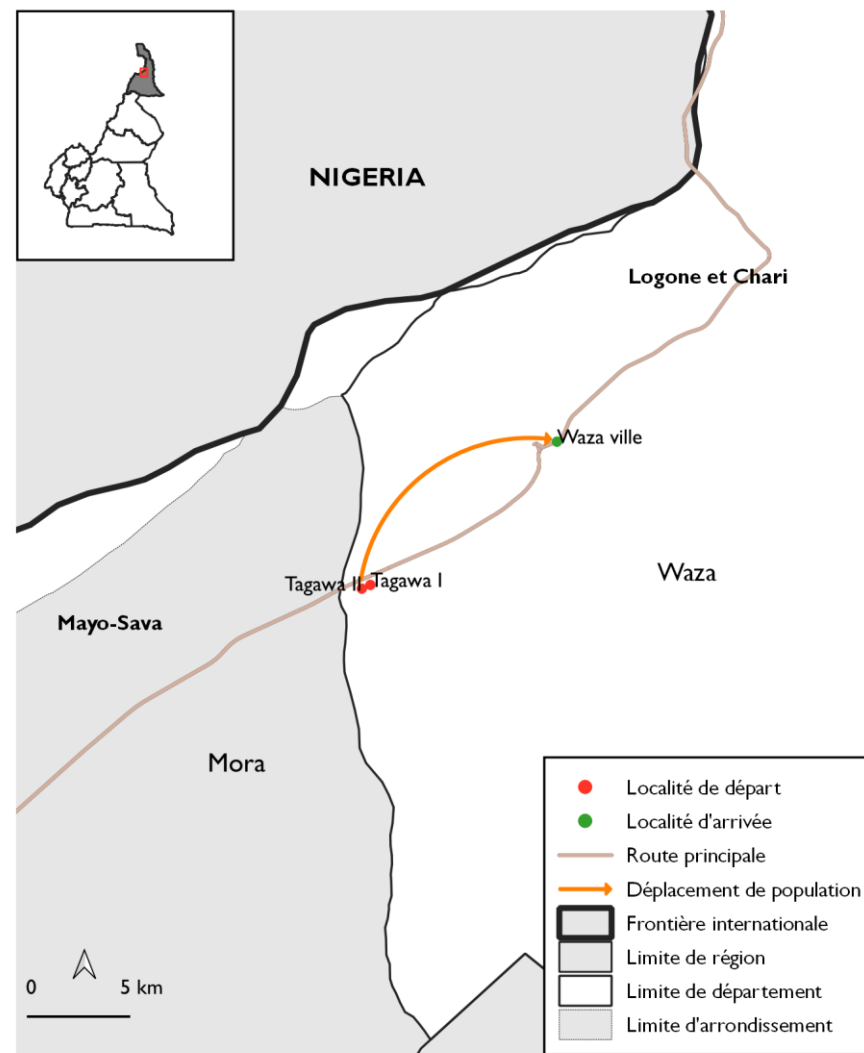 NIGERIA
Logone et Chari
Waza ville
Waza
Tagawa II
Tagawa I
Mayo-Sava
Mora
0 5 km
Localité de départ
Localité d'arrivée
Route principale
Déplacement de population
Frontière internationale
Limite de région
Limite de département
Limite d'arrondissement